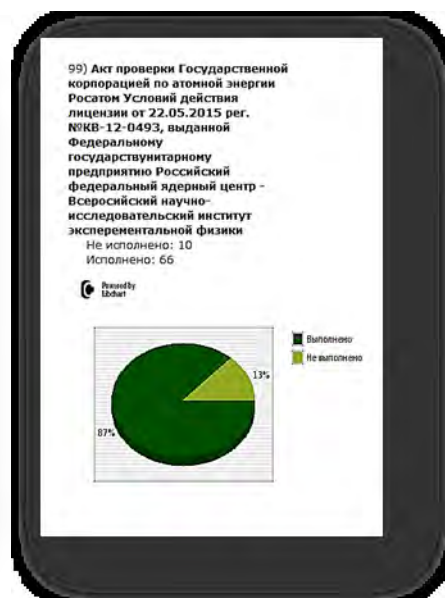 99) Акт проверки Государственной
корпорацией по атомной энергии
Росатом Условий действия
лицензии от 22.05.2015 рег.
№КВ-12-0493, выданной
Федеральному
государствунитарному
предприятию Российский
федеральный ядерный центр -
Всеросийский научно-
исследовательский институт
эксперементальной физики
Не исполнено: 10
Исполнено: 66
Powered by
libchart
Выполнено
Не выполнено
13%
87%